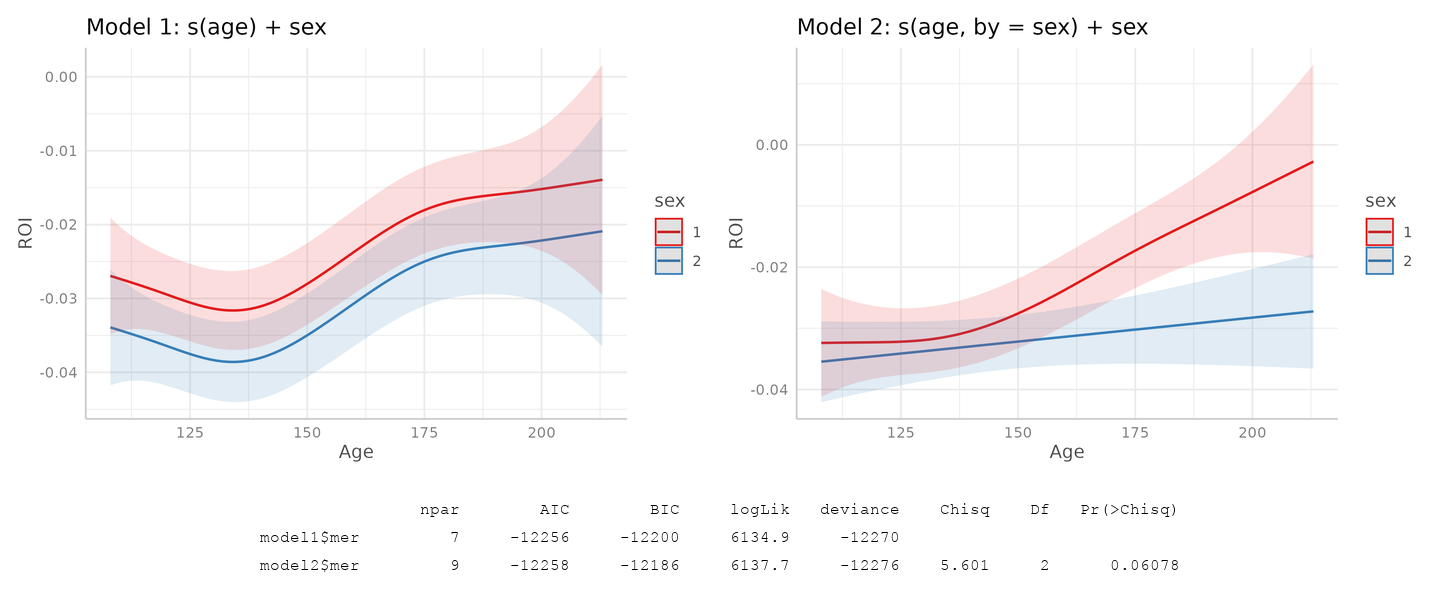 Model 1: s(age) + sex
0.00
-0.01
-0.02
-0.03
-0.04
ROI
125 150 175 200
Age
sex
1
2
Model 2: s(age, by = sex) + sex
0.00
-0.02
-0.04
ROI
125 150 175 200
Age
sex
1
2
npar AIC BIC logLik deviance Chisq Df Pr(>Chisq)
model1$mer 7 -12256 -12200 6134.9 -12270
model2$mer 9 -12258 -12186 6137.7 -12276 5.601 2 0.06078